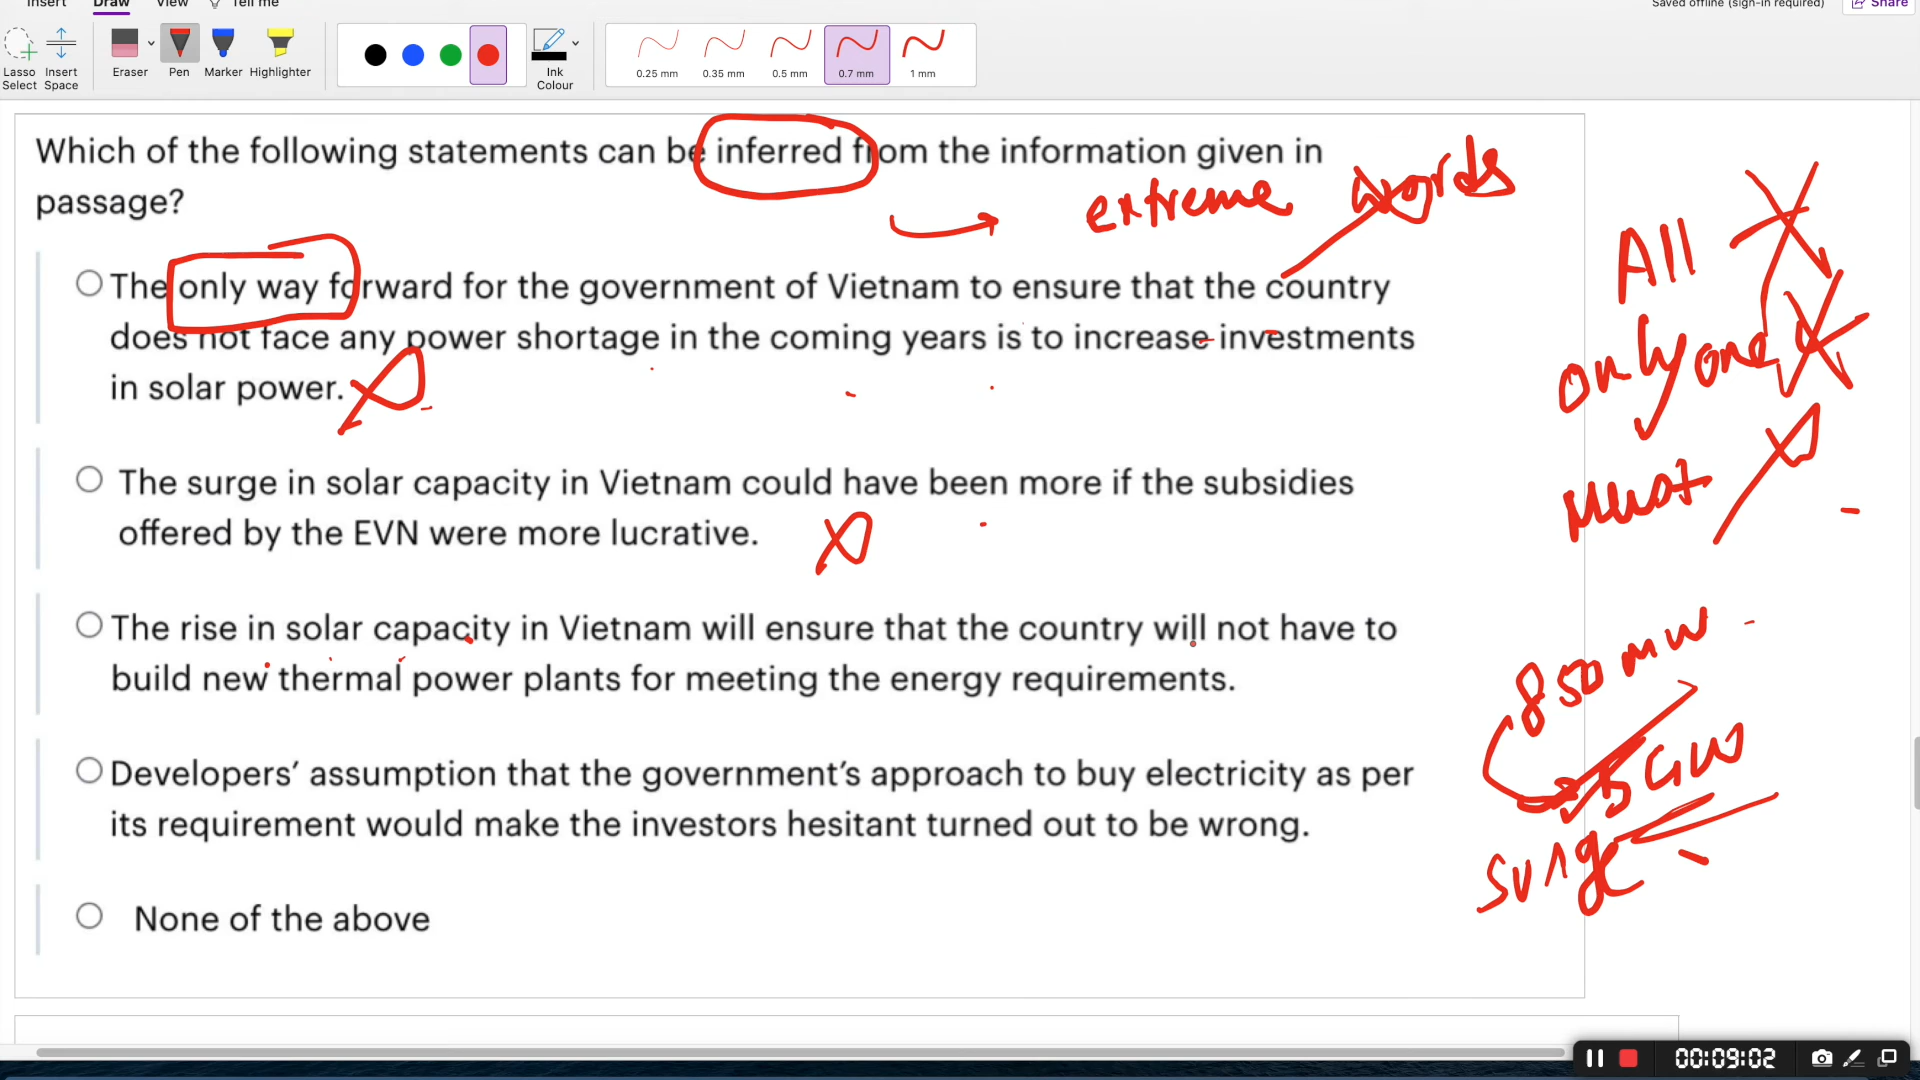 Insert Draw View Tell me Saved offline (sign-in required) Share
Lasso Select
Insert Space
Eraser
Pen
Marker
Highlighter
Ink Colour
0.25 mm
0.35 mm
0.5 mm
0.7 mm
1 mm
Which of the following statements can be inferred from the information given in
passage?
extreme words
The only way forward for the government of Vietnam to ensure that the country
does not face any power shortage in the coming years is to increase investments
in solar power.
All
only one
Must
The surge in solar capacity in Vietnam could have been more if the subsidies
offered by the EVN were more lucrative.
The rise in solar capacity in Vietnam will ensure that the country will not have to
build new thermal power plants for meeting the energy requirements.
850 MW
5 GW
surge
Developers' assumption that the government's approach to buy electricity as per
its requirement would make the investors hesitant turned out to be wrong.
None of the above
00:09:02